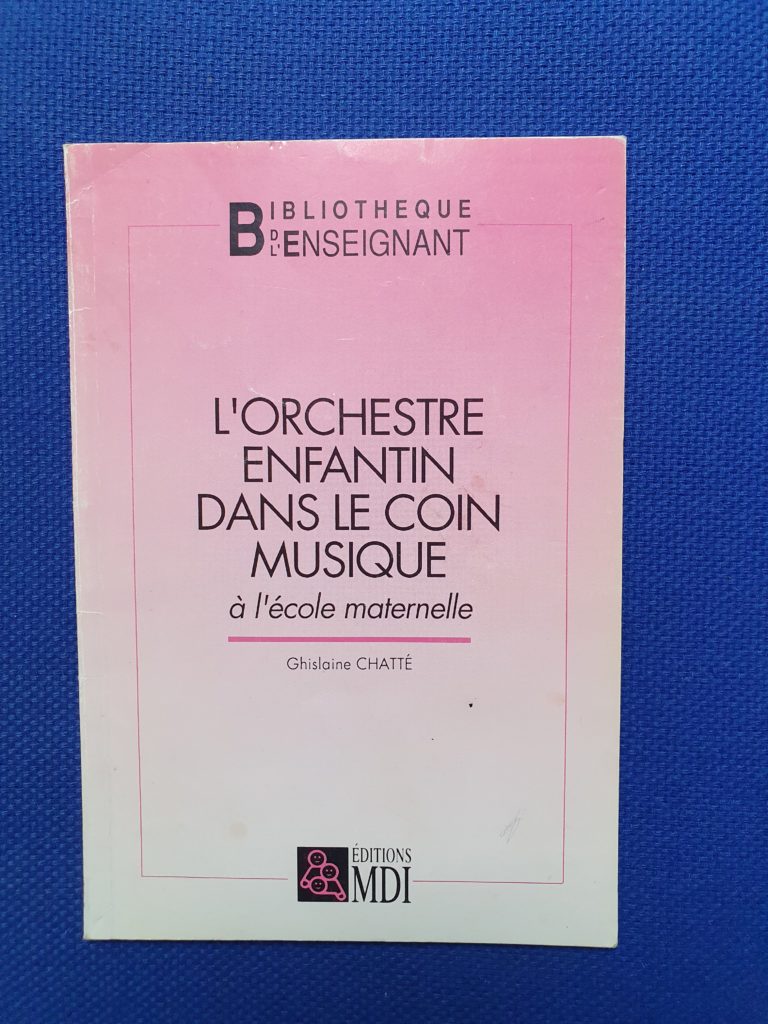 BIBLIOTHEQUE
DE L'ENSEIGNANT
L'ORCHESTRE
ENFANTIN
DANS LE COIN
MUSIQUE
à l'école maternelle
Ghislaine CHATTÉ
ÉDITIONS
MDI